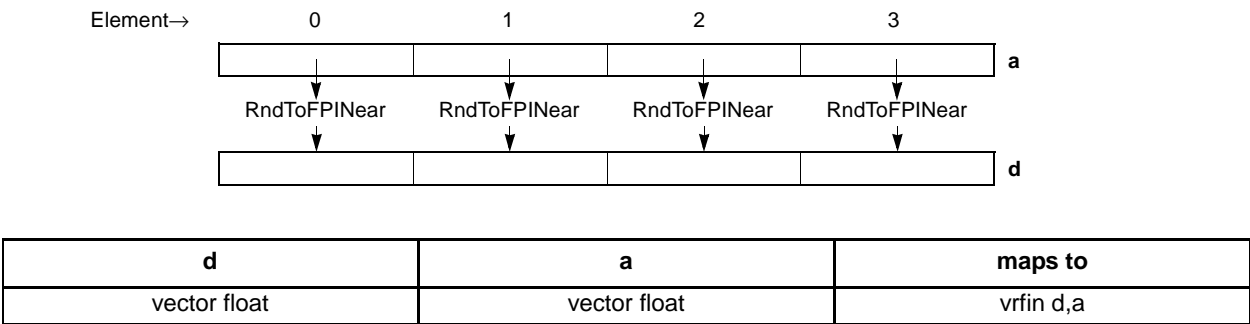 Element→ 0 1 2 3
a
RndToFPINear RndToFPINear RndToFPINear RndToFPINear
d
d a maps to
vector float vector float vrfin d,a